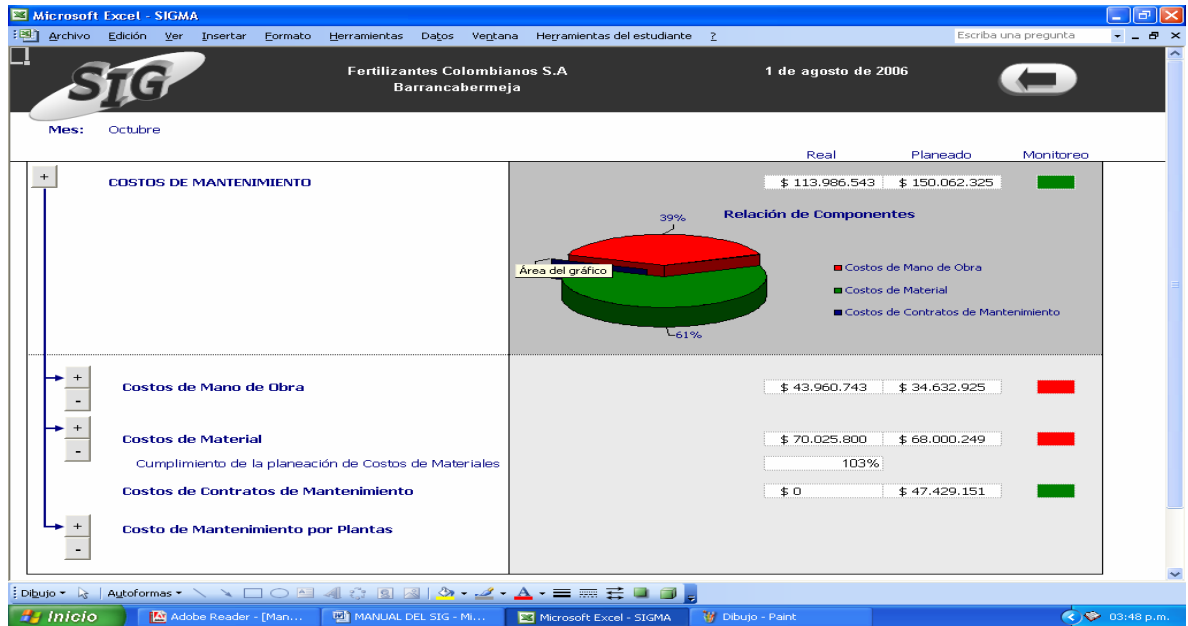 Microsoft Excel - SIGMA
Archivo Edición Ver Insertar Formato Herramientas Datos Ventana Herramientas del estudiante ? Escriba una pregunta
SIG
Fertilizantes Colombianos S.A
Barrancabermeja
1 de agosto de 2006
Mes: Octubre
Real Planeado Monitoreo
+ COSTOS DE MANTENIMIENTO $ 113.986.543 $ 150.062.325
Relación de Componentes
39%
Área del gráfico
61%
Costos de Mano de Obra
Costos de Material
Costos de Contratos de Mantenimiento
+
-
Costos de Mano de Obra $ 43.960.743 $ 34.632.925
+
-
Costos de Material $ 70.025.800 $ 68.000.249
Cumplimiento de la planeación de Costos de Materiales 103%
Costos de Contratos de Mantenimiento $ 0 $ 47.429.151
+
-
Costo de Mantenimiento por Plantas
Dibujo Autoformas
Inicio Adobe Reader - [Man... MANUAL DEL SIG - Mi... Microsoft Excel - SIGMA Dibujo - Paint 03:48 p.m.